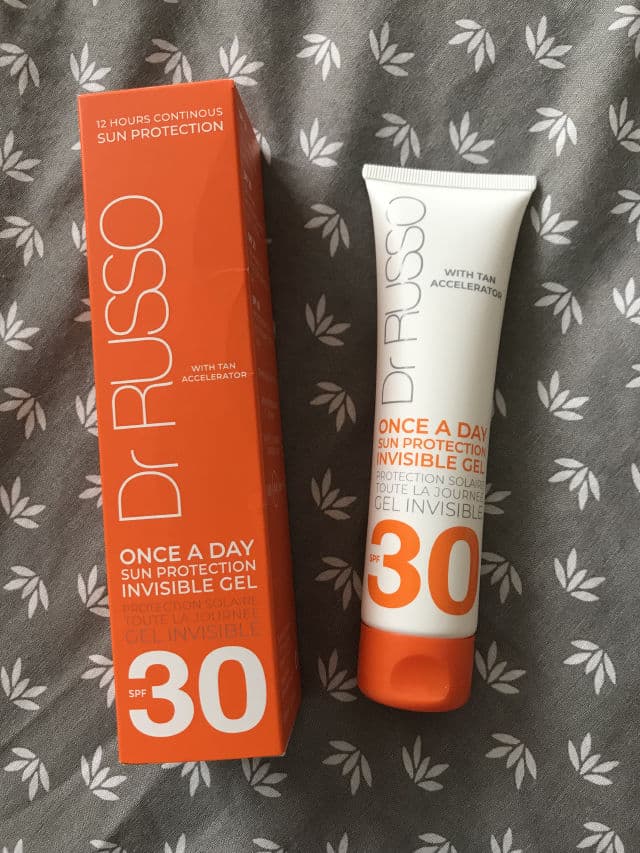 12 HOURS CONTINOUS
SUN PROTECTION
Dr RUSSO
WITH TAN
ACCELERATOR
ONCE A DAY
SUN PROTECTION
INVISIBLE GEL
PROTECTION SOLAIRE
TOUTE LA JOURNEE
GEL INVISIBLE
SPF 30
Dr RUSSO
WITH TAN
ACCELERATOR
ONCE A DAY
SUN PROTECTION
INVISIBLE GEL
PROTECTION SOLAIRE
TOUTE LA JOURNEE
GEL INVISIBLE
SPF 30